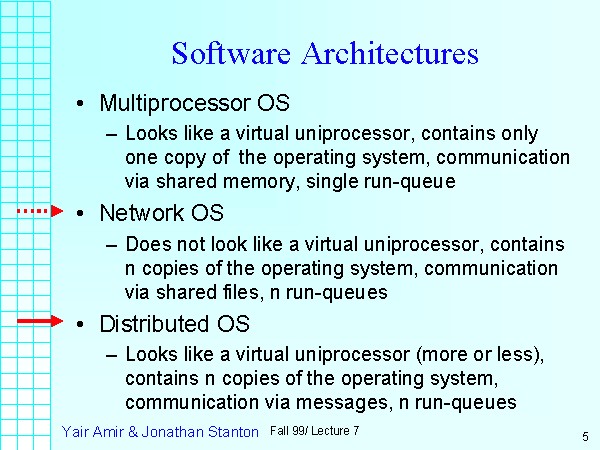 Software Architectures
• Multiprocessor OS
– Looks like a virtual uniprocessor, contains only
one copy of the operating system, communication
via shared memory, single run-queue
• Network OS
– Does not look like a virtual uniprocessor, contains
n copies of the operating system, communication
via shared files, n run-queues
• Distributed OS
– Looks like a virtual uniprocessor (more or less),
contains n copies of the operating system,
communication via messages, n run-queues
Yair Amir & Jonathan Stanton Fall 99/ Lecture 7 5